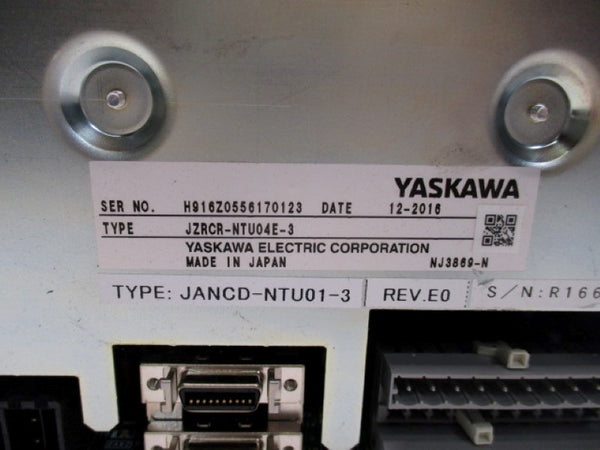 YASKAWA
SER NO. H916Z0556170123 DATE 12-2016
TYPE JZRCR-NTU04E-3
YASKAWA ELECTRIC CORPORATION
MADE IN JAPAN NJ3869-N
TYPE: JANCD-NTU01-3 REV.E0 S/N:R166